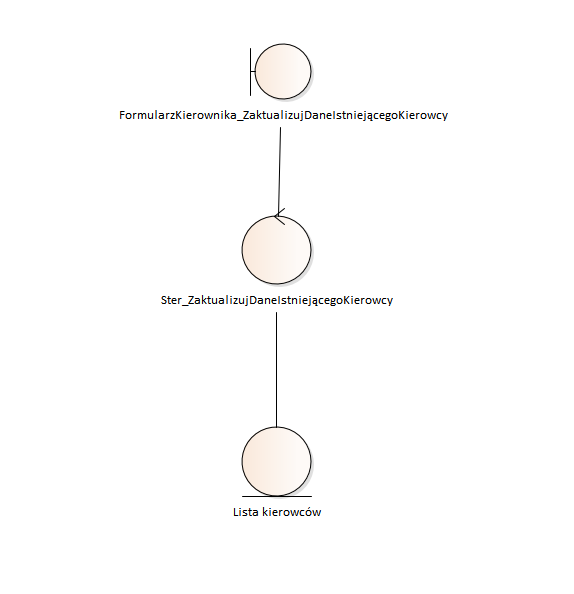 FormularzKierownika_ZaktualizujDaneIstniejącegoKierowcy
Ster_ZaktualizujDaneIstniejącegoKierowcy
Lista kierowców